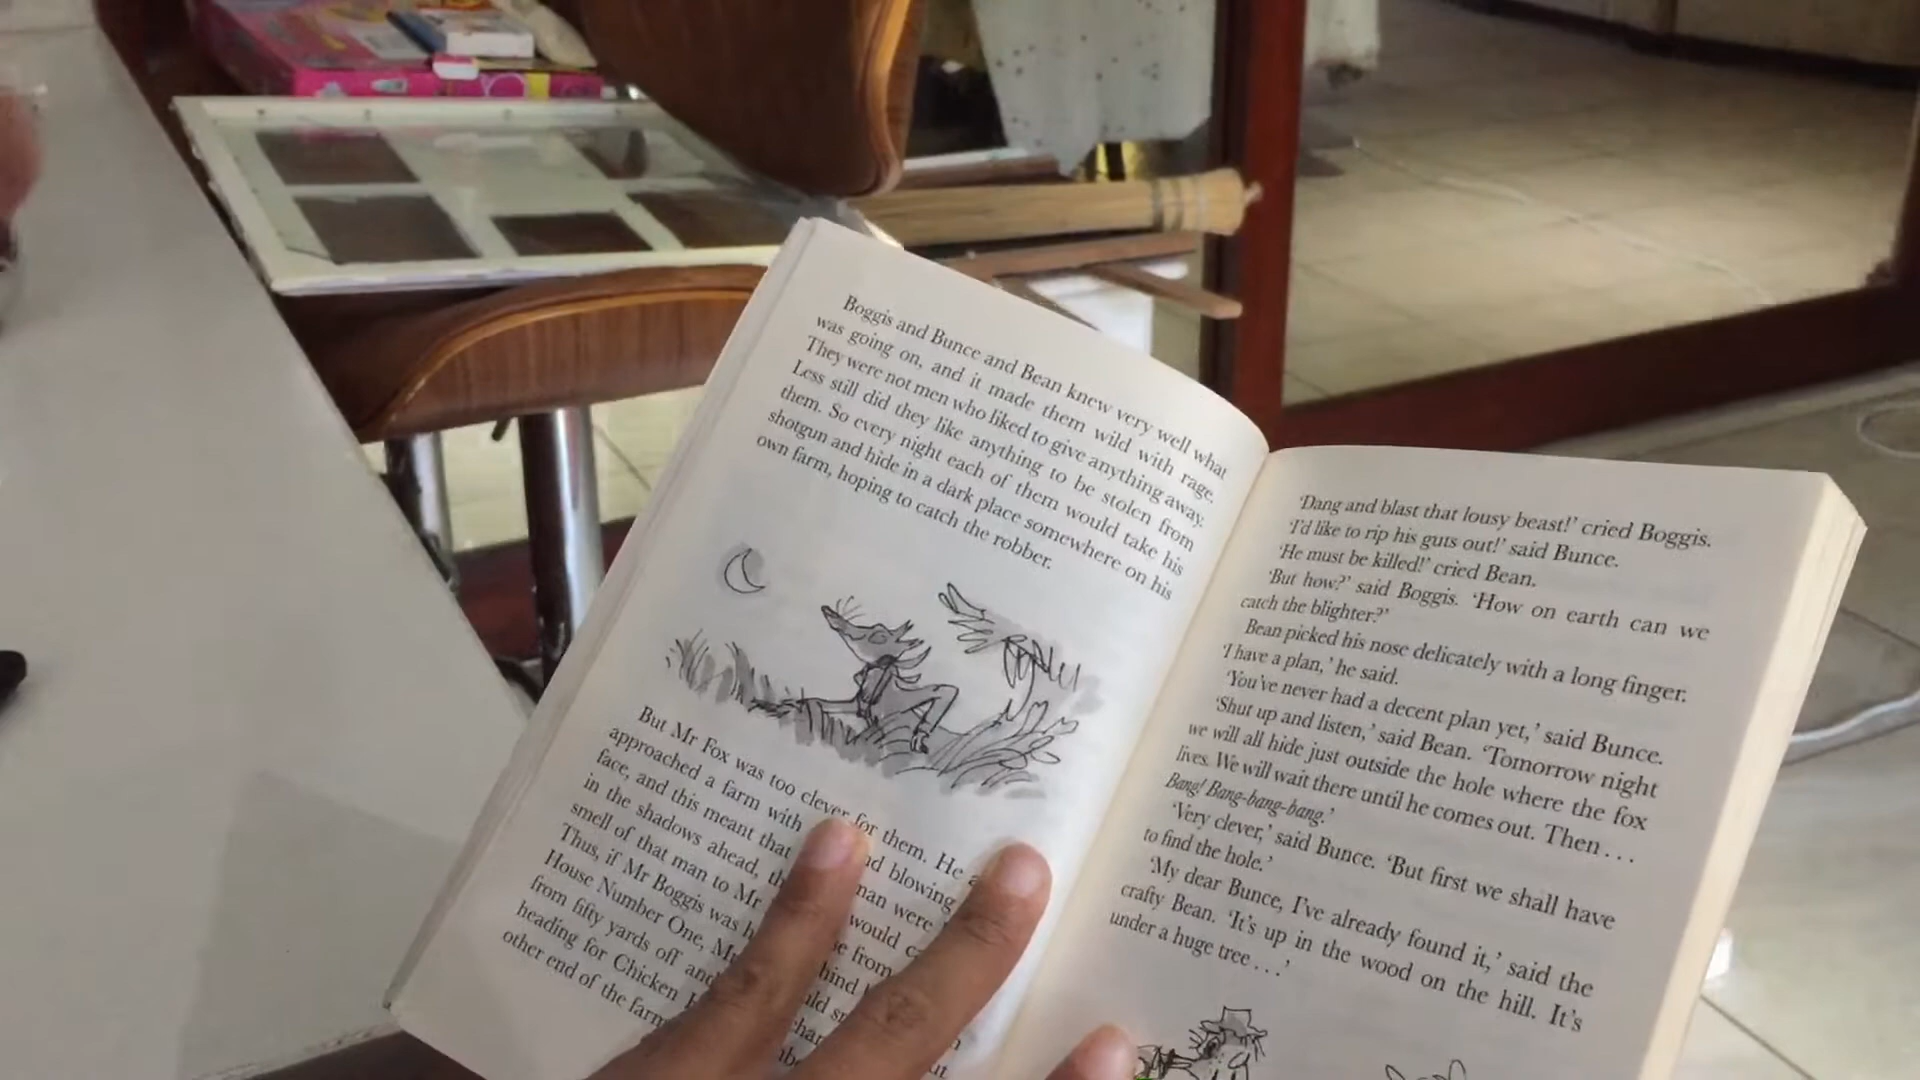 Boggis and Bunce and Bean knew very well what
was going on, and it made them wild with rage.
They were not men who liked to give anything away.
Less still did they like anything to be stolen from
them. So every night each of them would take his
shotgun and hide in a dark place somewhere on his
own farm, hoping to catch the robber.
But Mr Fox was too clever for them. He
approached a farm with blowing
face, and this meant that man were
in the shadows ahead, would
smell of that man to Mr from
Thus, if Mr Boggis was
House Number One,
from fifty yards off and
heading for Chicken
other end of the farm
‘Dang and blast that lousy beast!’ cried Boggis.
‘I’d like to rip his guts out!’ said Bunce.
‘He must be killed!’ cried Bean.
‘But how?’ said Boggis. ‘How on earth can we
catch the blighter?’
Bean picked his nose delicately with a long finger.
‘I have a plan,’ he said.
‘You’ve never had a decent plan yet,’ said Bunce.
‘Shut up and listen,’ said Bean. ‘Tomorrow night
we will all hide just outside the hole where the fox
lives. We will wait there until he comes out. Then . . .
Bang! Bang-bang-bang.’
‘Very clever,’ said Bunce. ‘But first we shall have
to find the hole.’
‘My dear Bunce, I’ve already found it,’ said the
crafty Bean. ‘It’s up in the wood on the hill. It’s
under a huge tree . . .’